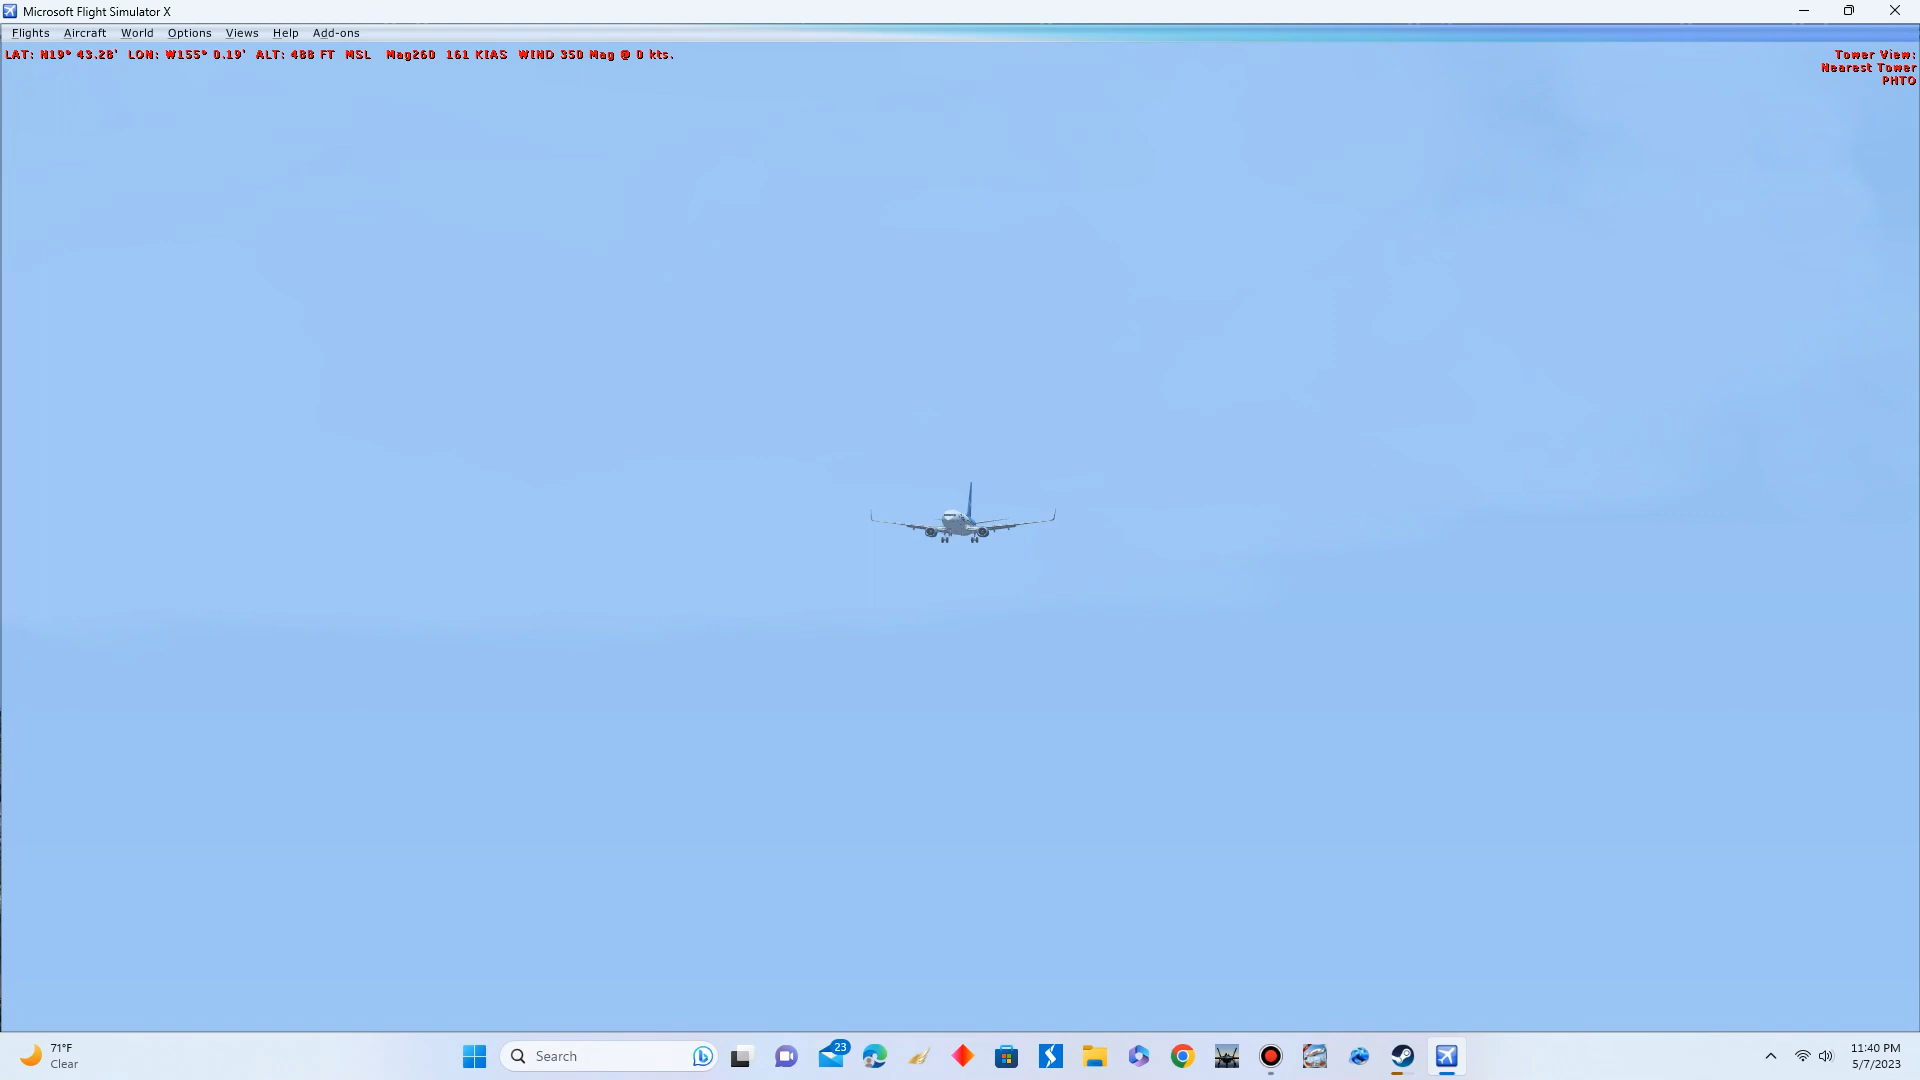 Microsoft Flight Simulator X
Flights Aircraft World Options Views Help Add-ons
LAT: N19° 43.28' LON: W155° 0.19' ALT: 488 FT MSL Mag260 161 KIAS WIND 350 Mag @ 0 kts.
Tower View:
Nearest Tower
PHTO
71°F
Clear
Search
23
11:40 PM
5/7/2023